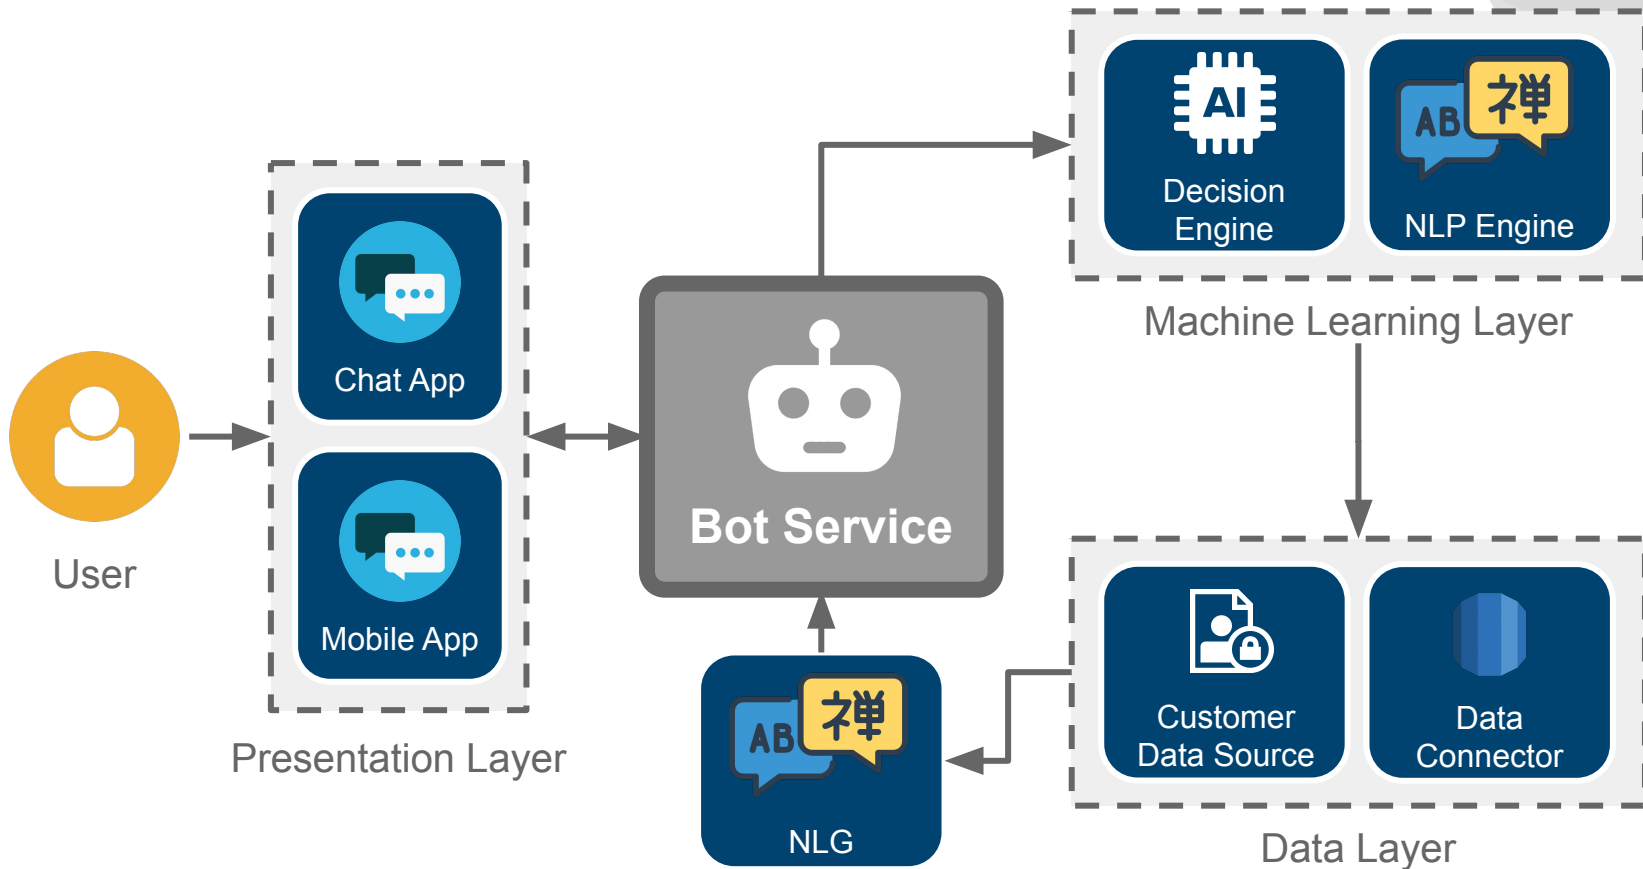 User
Chat App
Mobile App
Presentation Layer
Bot Service
AB
禅
NLG
AI
Decision
Engine
AB
禅
NLP Engine
Machine Learning Layer
Customer
Data Source
Data
Connector
Data Layer